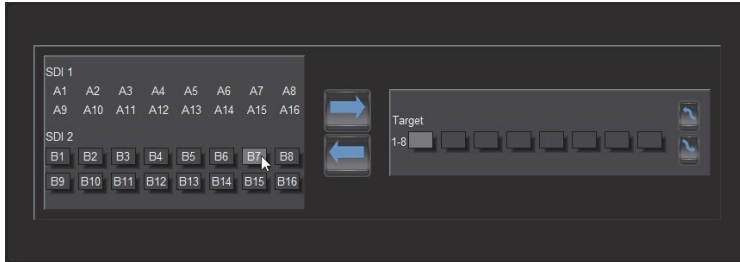 SDI 1
A1 A2 A3 A4 A5 A6 A7 A8
A9 A10 A11 A12 A13 A14 A15 A16
SDI 2
B1 B2 B3 B4 B5 B6 B7 B8
B9 B10 B11 B12 B13 B14 B15 B16
Target
1-8